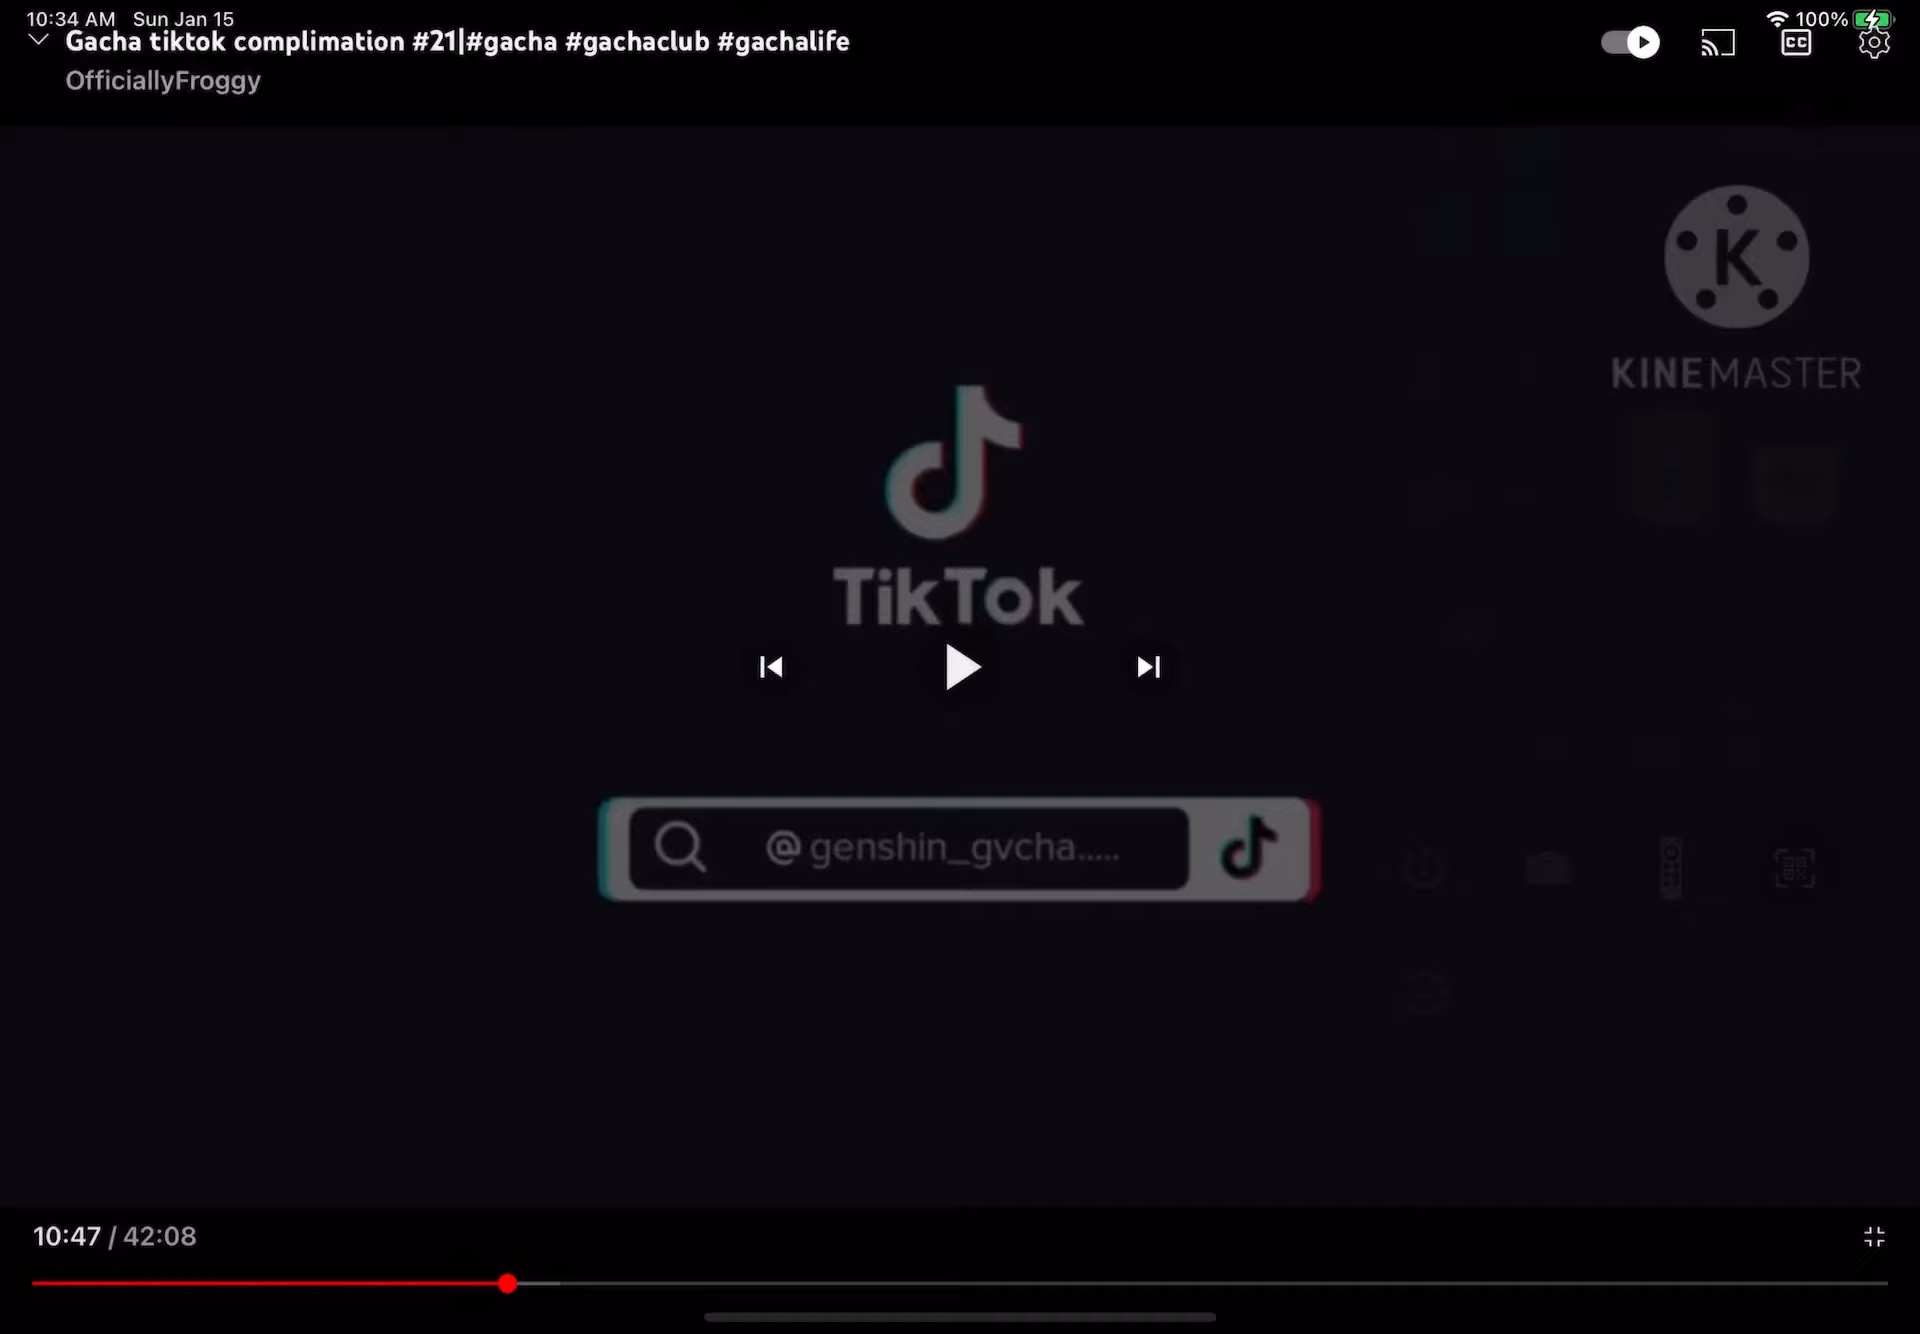 10:34 AM Sun Jan 15
100%
Gacha tiktok complimation #21|#gacha #gachaclub #gachalife
CC
OfficiallyFroggy
K
KINEMASTER
TikTok
@genshin_gvcha.....
10:47 / 42:08